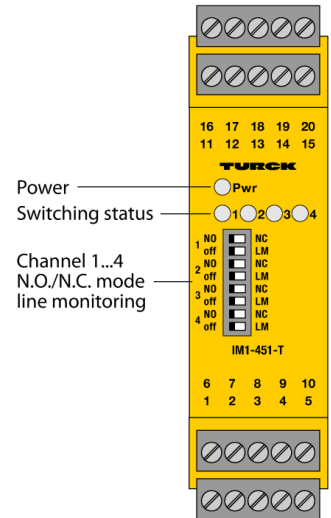 16 17 18 19 20
11 12 13 14 15
TURCK
Power
Pwr
Switching status
1 2 3 4
Channel 1...4
N.O./N.C. mode
line monitoring
1 NO NC
off LM
2 NO NC
off LM
3 NO NC
off LM
4 NO NC
off LM
IM1-451-T
6 7 8 9 10
1 2 3 4 5